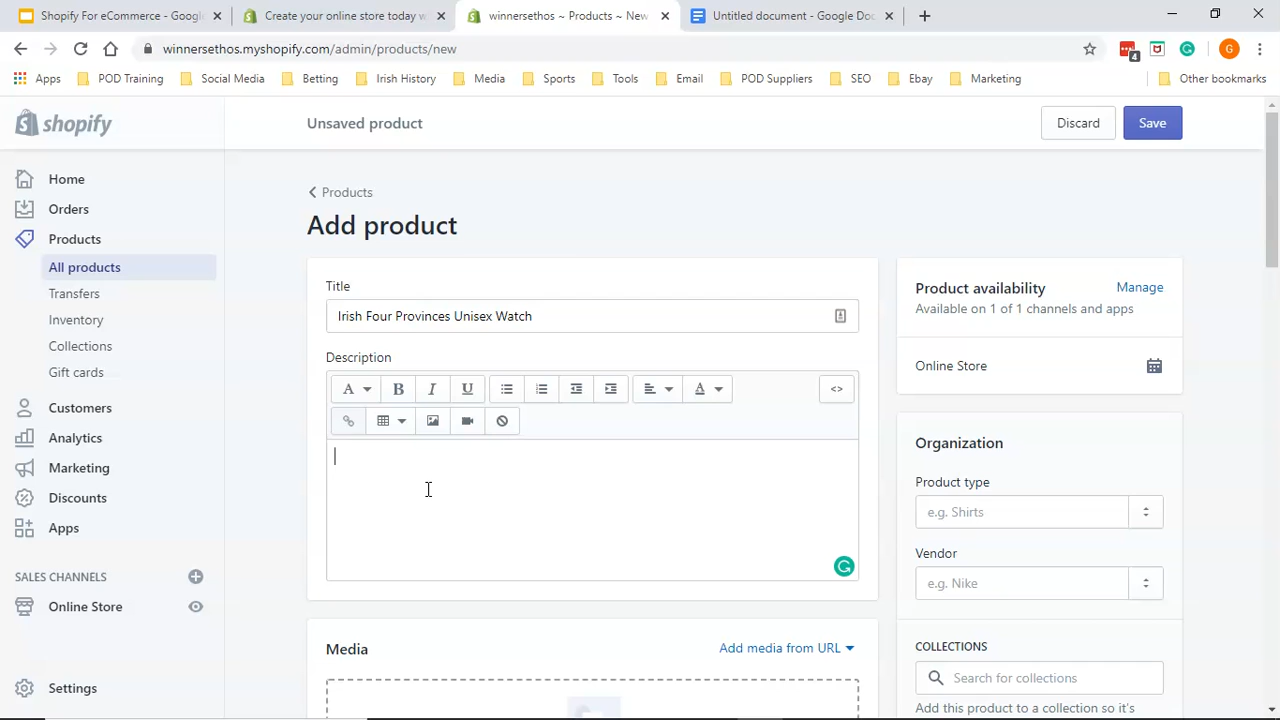 Shopify For eCommerce - Google
Create your online store today w
winnersethos ~ Products ~ New
Untitled document - Google Doc
winnersethos.myshopify.com/admin/products/new
4
G
Apps
POD Training
Social Media
Betting
Irish History
Media
Sports
Tools
Email
POD Suppliers
SEO
Ebay
Marketing
Other bookmarks
shopify
Unsaved product
Discard
Save
Home
Orders
Products
All products
Transfers
Inventory
Collections
Gift cards
Customers
Analytics
Marketing
Discounts
Apps
SALES CHANNELS
Online Store
Settings
Products
Add product
Title
Irish Four Provinces Unisex Watch
Description
A
B
I
U
A
<>
Media
Add media from URL
Product availability
Manage
Available on 1 of 1 channels and apps
Online Store
Organization
Product type
e.g. Shirts
Vendor
e.g. Nike
COLLECTIONS
Search for collections
Add this product to a collection so it's